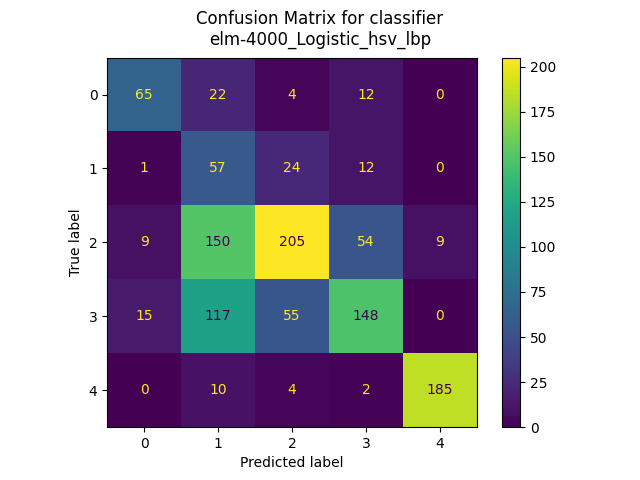 Confusion Matrix for classifier
elm-4000_Logistic_hsv_lbp
True label
0 65 22 4 12 0
1 1 57 24 12 0
2 9 150 205 54 9
3 15 117 55 148 0
4 0 10 4 2 185
0 1 2 3 4
Predicted label
200
175
150
125
100
75
50
25
0